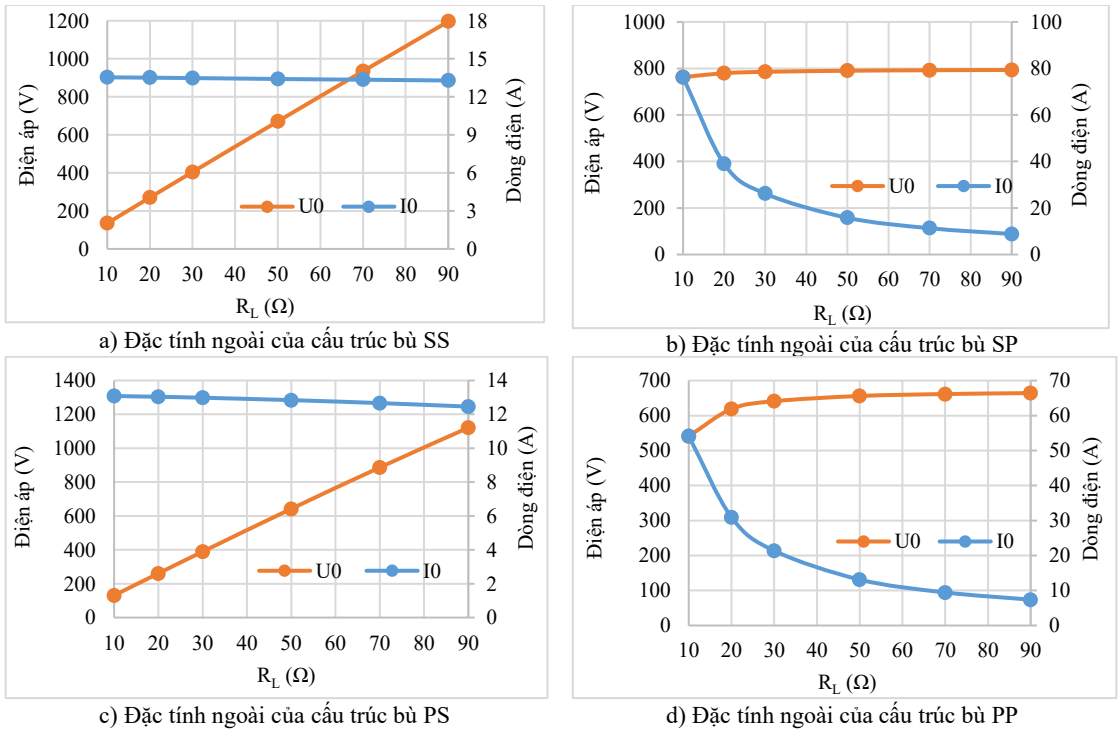 1200
1000
800
600
400
200
0
18
15
12
9
6
3
0
10 20 30 40 50 60 70 80 90
Điện áp (V)
Dòng điện (A)
U0 I0
R_L (Ω)
a) Đặc tính ngoài của cấu trúc bù SS
1000
800
600
400
200
0
100
80
60
40
20
0
10 20 30 40 50 60 70 80 90
Điện áp (V)
Dòng điện (A)
U0 I0
R_L (Ω)
b) Đặc tính ngoài của cấu trúc bù SP
1400
1200
1000
800
600
400
200
0
14
12
10
8
6
4
2
0
10 20 30 40 50 60 70 80 90
Điện áp (V)
Dòng điện (A)
U0 I0
R_L (Ω)
c) Đặc tính ngoài của cấu trúc bù PS
700
600
500
400
300
200
100
0
70
60
50
40
30
20
10
0
10 20 30 40 50 60 70 80 90
Điện áp (V)
Dòng điện (A)
U0 I0
R_L (Ω)
d) Đặc tính ngoài của cấu trúc bù PP